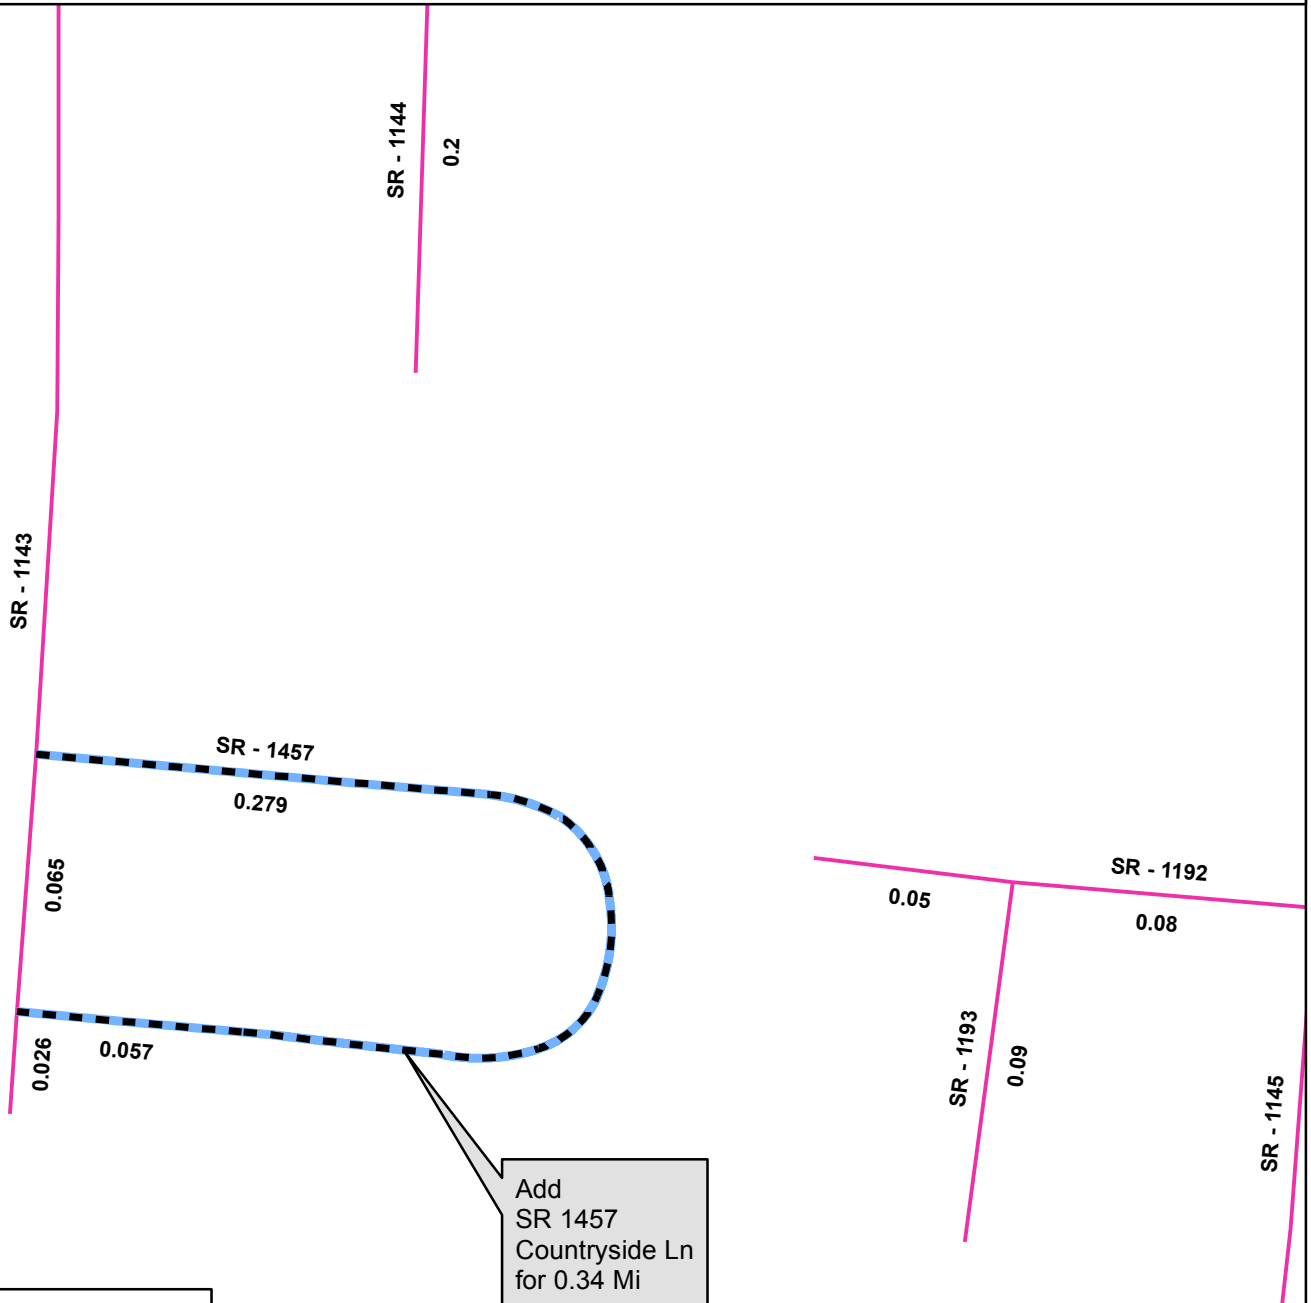 SR - 1144
0.2
SR - 1143
SR - 1457
0.279
0.065
SR - 1192
0.05
0.08
0.026
0.057
SR - 1193
0.09
SR - 1145
Add
SR 1457
Countryside Ln
for 0.34 Mi